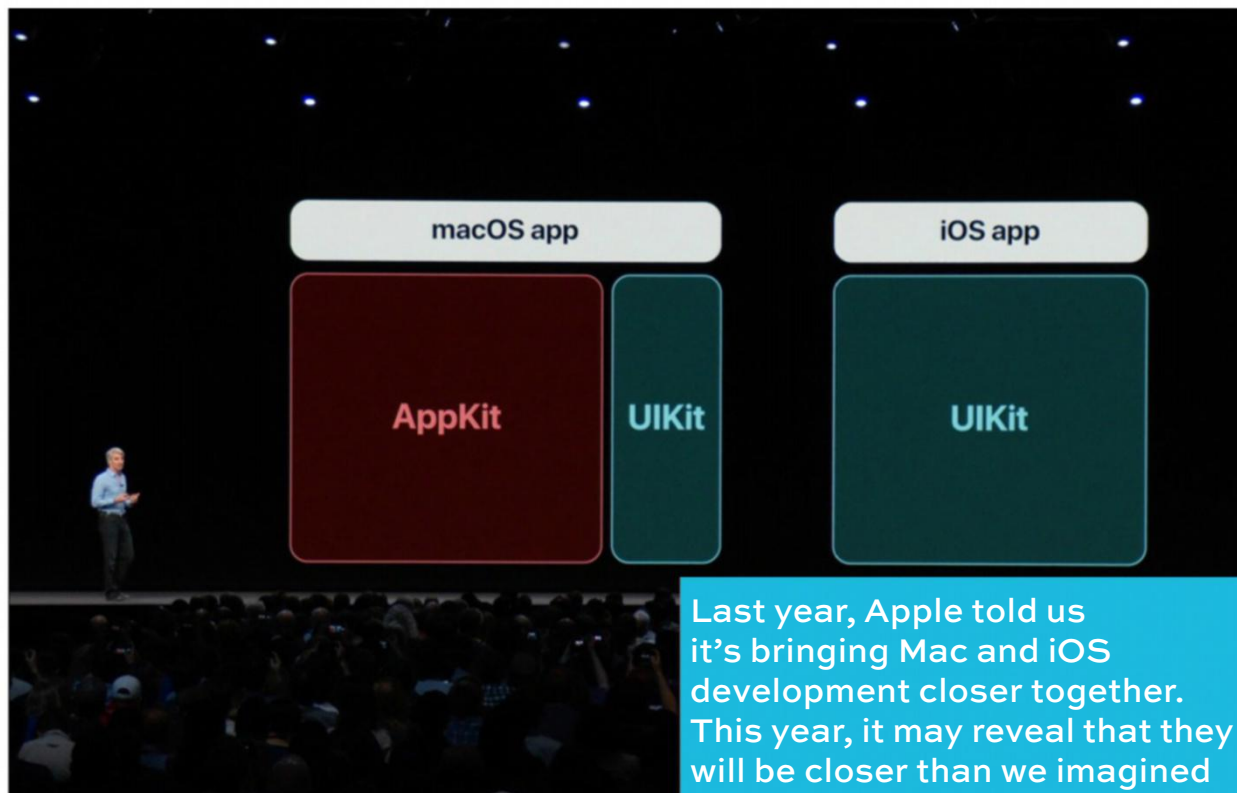 macOS app
iOS app
AppKit
UIKit
UIKit
Last year, Apple told us
it’s bringing Mac and iOS
development closer together.
This year, it may reveal that they
will be closer than we imagined